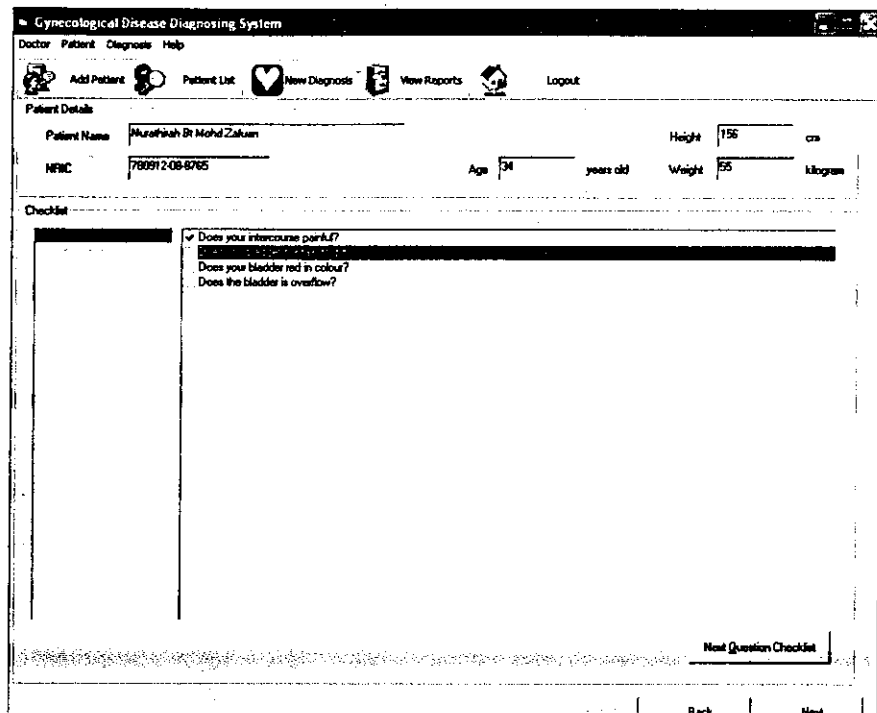 Gynecological Disease Diagnosing System
Doctor Patient Diagnosis Help
Add Patient Patient List New Diagnosis View Reports Logout
Patient Details
Patient Name Nurathirah Bt Mohd Zafuan Height 156 cm
NRIC 780912-08-8765 Age 34 years old Weight 55 kilogram
Checklist
Does your intercourse painful?
Does your bladder red in colour?
Does the bladder is overflow?
Next Question Checklist
Back Next